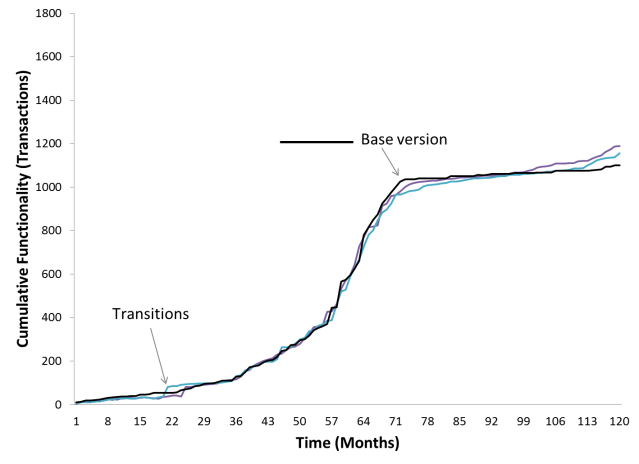 Cumulative Functionality (Transactions)
1800
1600
1400
1200
1000
800
600
400
200
0
Base version
Transitions
1 8 15 22 29 36 43 50 57 64 71 78 85 92 99 106 113 120
Time (Months)